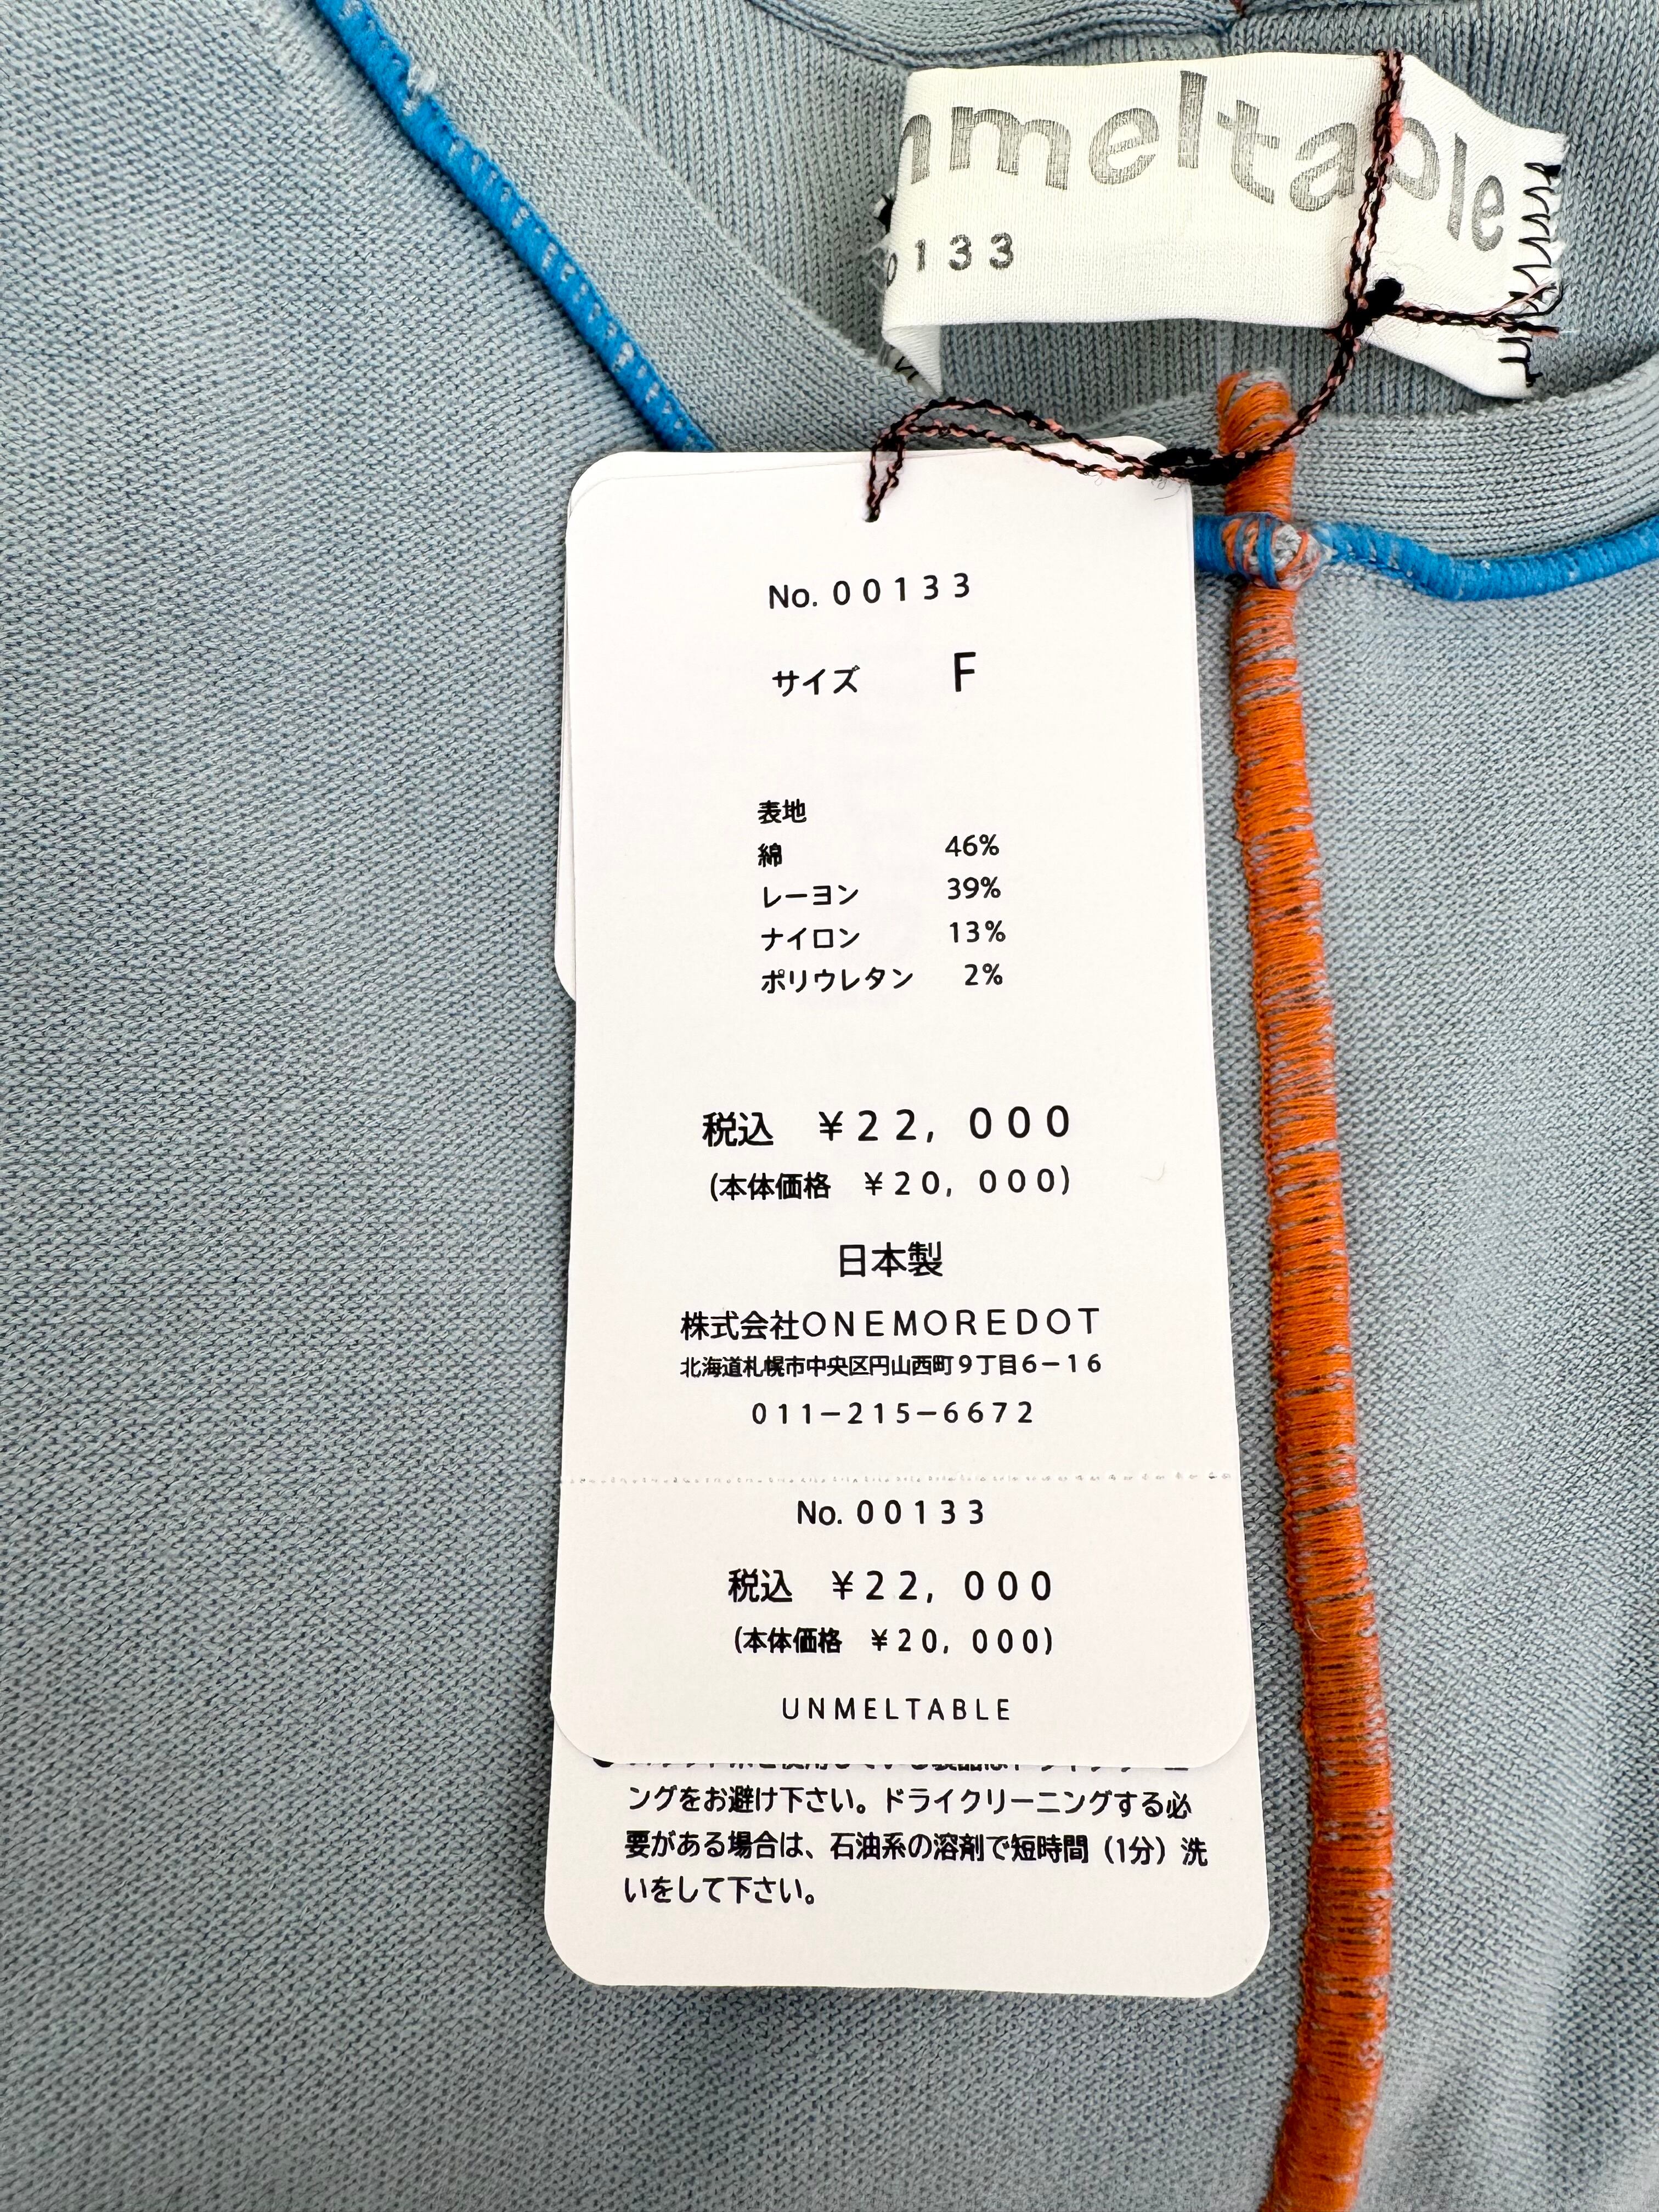 meltable
133
No. 00133
サイズ F
表地
綿 46%
レーヨン 39%
ナイロン 13%
ポリウレタン 2%
税込 ¥22, 000
(本体価格 ¥20, 000)
日本製
株式会社ONEMOREDOT
北海道札幌市中央区円山西町9丁目6−16
011−215−6672
No. 00133
税込 ¥22, 000
(本体価格 ¥20, 000)
UNMELTABLE
ングをお避け下さい。ドライクリーニングする必
要がある場合は、石油系の溶剤で短時間（1分）洗
いをして下さい。